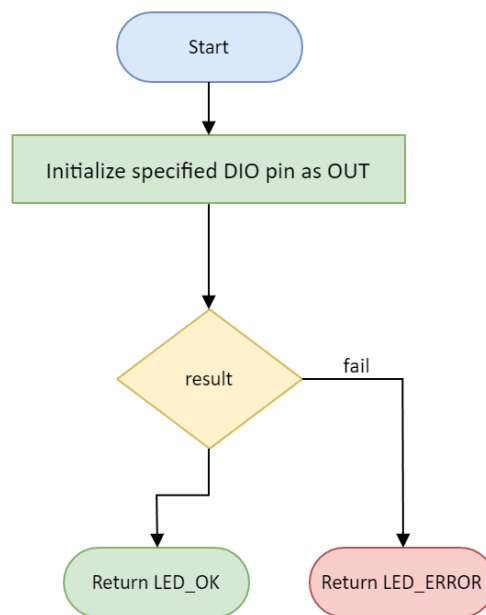 Start
Initialize specified DIO pin as OUT
result
fail
Return LED_OK
Return LED_ERROR